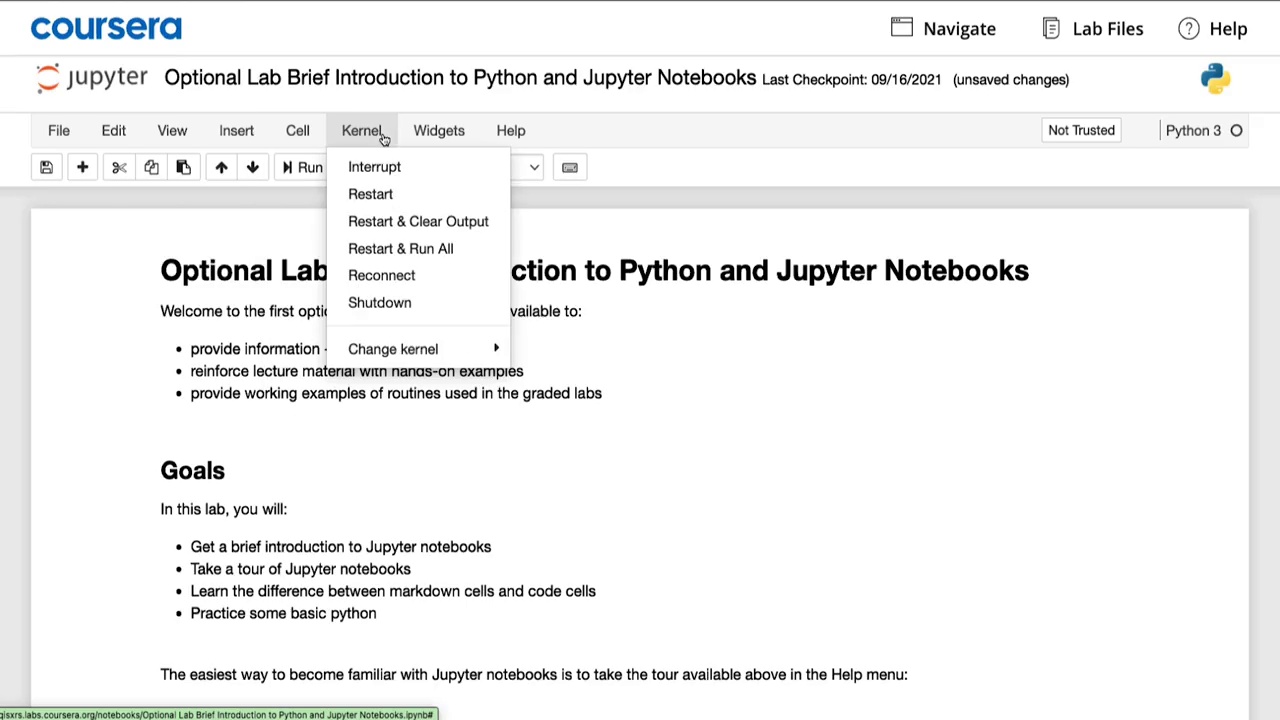 coursera
Navigate
Lab Files
Help
jupyter Optional Lab Brief Introduction to Python and Jupyter Notebooks Last Checkpoint: 09/16/2021 (unsaved changes)
File Edit View Insert Cell Kernel Widgets Help Not Trusted Python 3
Run
Interrupt
Restart
Restart & Clear Output
Restart & Run All
Reconnect
Shutdown
Change kernel
Optional Lab ction to Python and Jupyter Notebooks
Welcome to the first opti vailable to:
• provide information -
• reinforce lecture material with hands-on examples
• provide working examples of routines used in the graded labs
Goals
In this lab, you will:
• Get a brief introduction to Jupyter notebooks
• Take a tour of Jupyter notebooks
• Learn the difference between markdown cells and code cells
• Practice some basic python
The easiest way to become familiar with Jupyter notebooks is to take the tour available above in the Help menu:
qisxrs.labs.coursera.org/notebooks/Optional Lab Brief Introduction to Python and Jupyter Notebooks.ipynb#